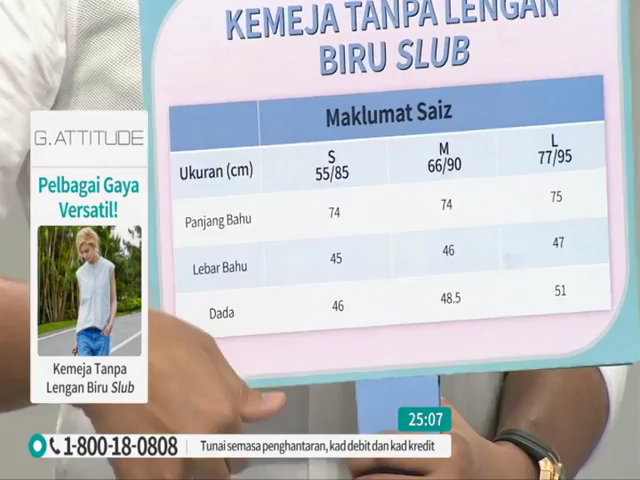 KEMEJA TANPA LENGAN
BIRU SLUB
Maklumat Saiz
Ukuran (cm) S 55/85 M 66/90 L 77/95
Panjang Bahu 74 74 75
Lebar Bahu 45 46 47
Dada 46 48.5 51
G.ATTITUDE
Pelbagai Gaya
Versatil!
Kemeja Tanpa
Lengan Biru Slub
25:07
1-800-18-0808 Tunai semasa penghantaran, kad debit dan kad kredit